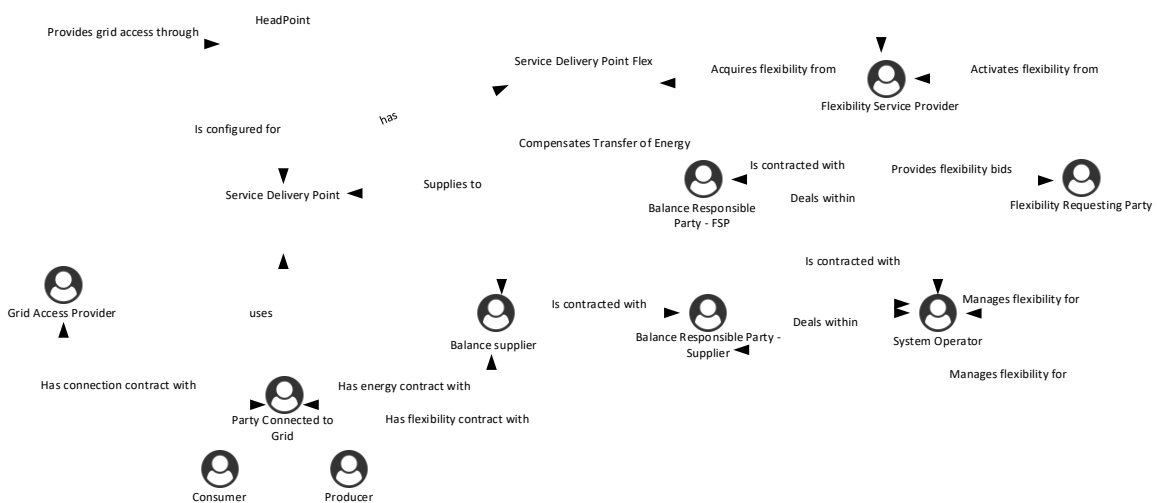 HeadPoint
Provides grid access through
Service Delivery Point Flex
Acquires flexibility from
Activates flexibility from
Flexibility Service Provider
has
Is configured for
Compensates Transfer of Energy
Is contracted with
Provides flexibility bids
Supplies to
Service Delivery Point
Deals within
Balance Responsible
Party - FSP
Flexibility Requesting Party
Is contracted with
Manages flexibility for
Is contracted with
Grid Access Provider
uses
Deals within
Balance supplier
Balance Responsible Party -
Supplier
System Operator
Manages flexibility for
Has connection contract with
Has energy contract with
Has flexibility contract with
Party Connected to
Grid
Consumer
Producer